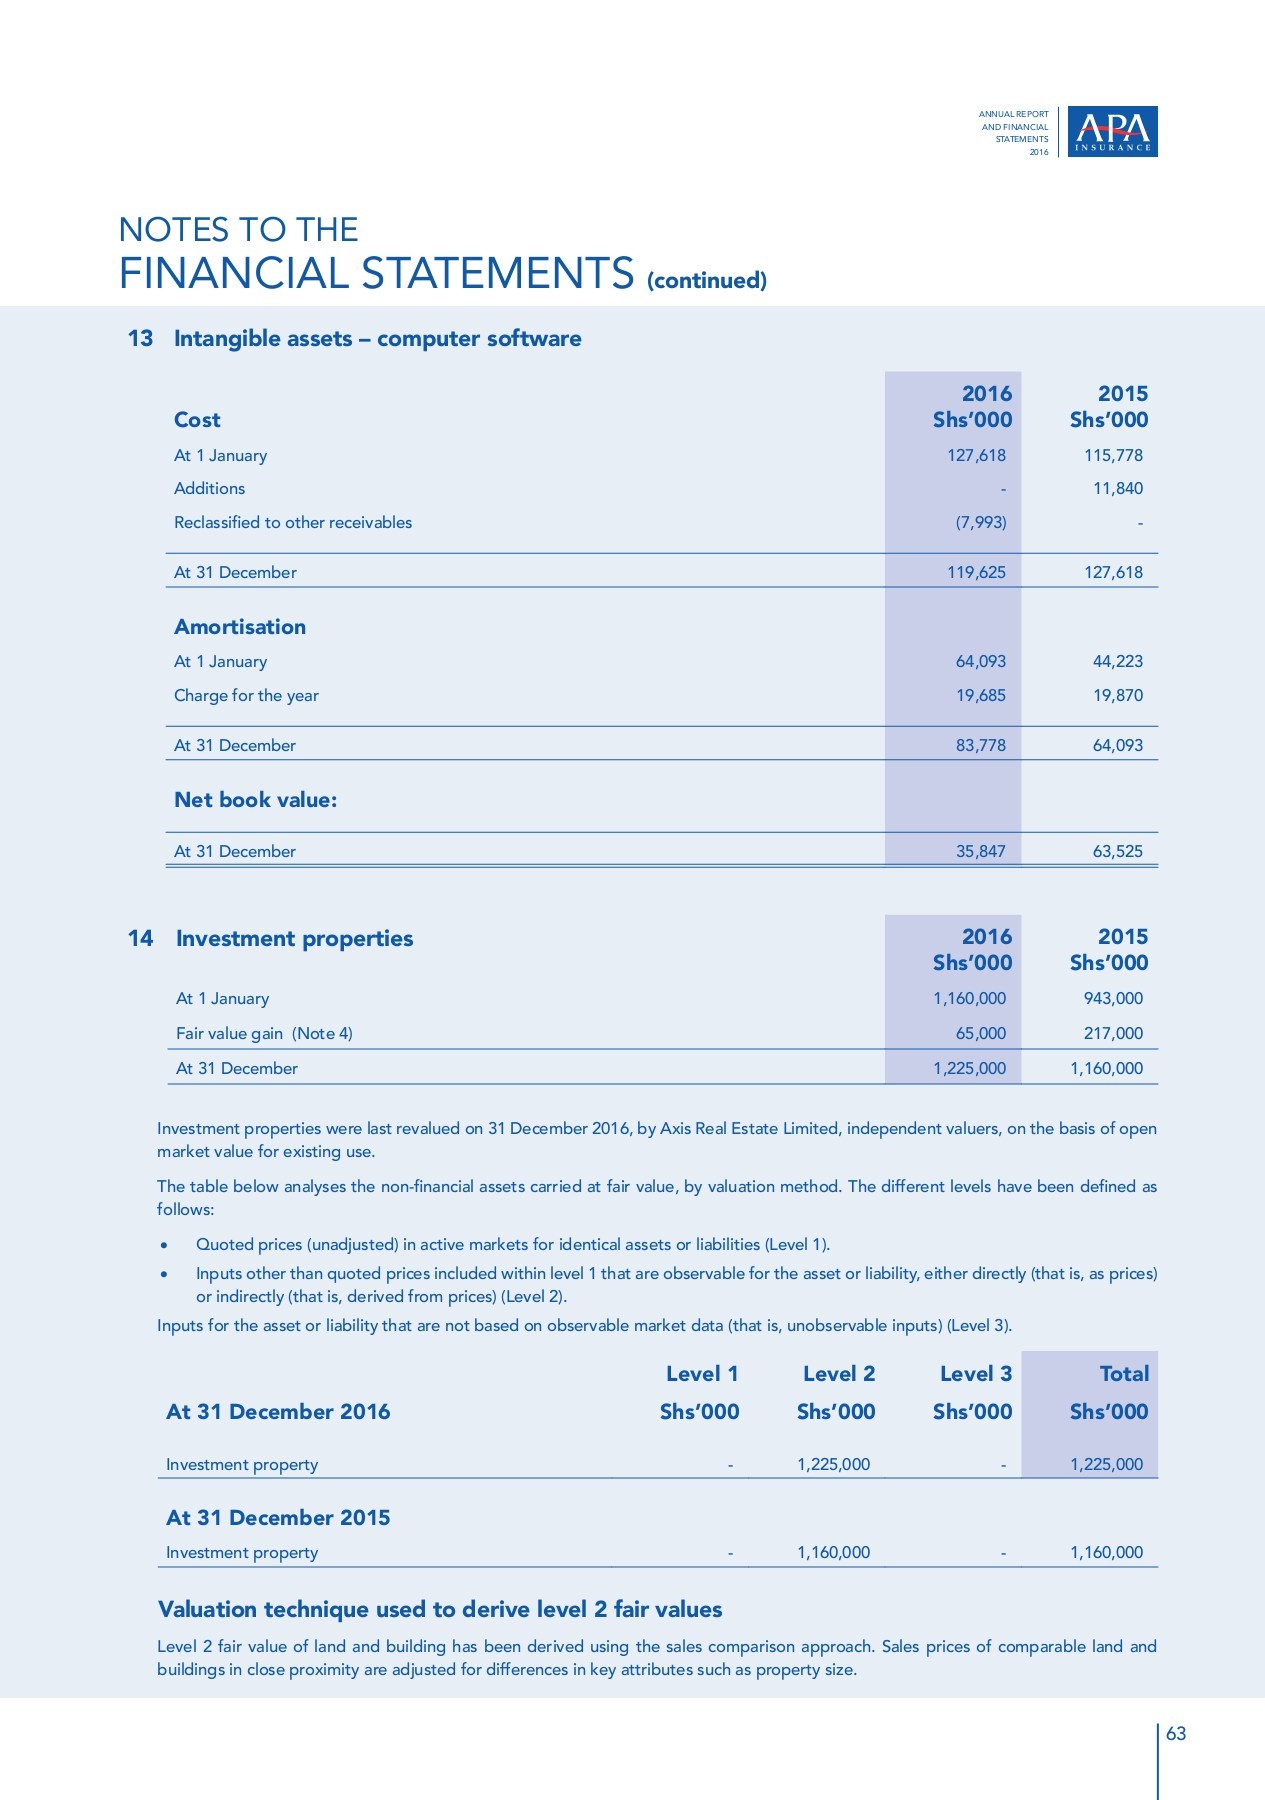 ANNUAL REPORT
AND FINANCIAL
STATEMENTS
2016
APA
INSURANCE
NOTES TO THE
FINANCIAL STATEMENTS (continued)
13 Intangible assets – computer software
2016 2015
Cost Shs’000 Shs’000
At 1 January 127,618 115,778
Additions - 11,840
Reclassified to other receivables (7,993) -
At 31 December 119,625 127,618
Amortisation
At 1 January 64,093 44,223
Charge for the year 19,685 19,870
At 31 December 83,778 64,093
Net book value:
At 31 December 35,847 63,525
14 Investment properties 2016 2015
Shs’000 Shs’000
At 1 January 1,160,000 943,000
Fair value gain (Note 4) 65,000 217,000
At 31 December 1,225,000 1,160,000
Investment properties were last revalued on 31 December 2016, by Axis Real Estate Limited, independent valuers, on the basis of open
market value for existing use.
The table below analyses the non-financial assets carried at fair value, by valuation method. The different levels have been defined as
follows:
• Quoted prices (unadjusted) in active markets for identical assets or liabilities (Level 1).
• Inputs other than quoted prices included within level 1 that are observable for the asset or liability, either directly (that is, as prices)
or indirectly (that is, derived from prices) (Level 2).
Inputs for the asset or liability that are not based on observable market data (that is, unobservable inputs) (Level 3).
Level 1 Level 2 Level 3 Total
At 31 December 2016 Shs’000 Shs’000 Shs’000 Shs’000
Investment property - 1,225,000 - 1,225,000
At 31 December 2015
Investment property - 1,160,000 - 1,160,000
Valuation technique used to derive level 2 fair values
Level 2 fair value of land and building has been derived using the sales comparison approach. Sales prices of comparable land and
buildings in close proximity are adjusted for differences in key attributes such as property size.
63